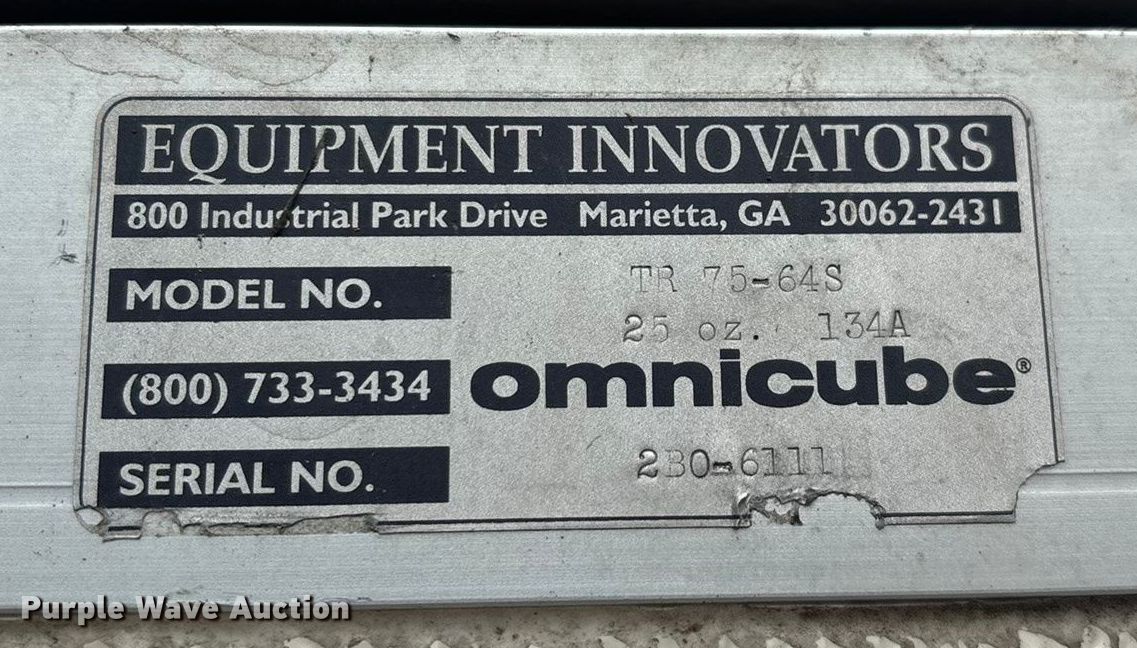 EQUIPMENT INNOVATORS
800 Industrial Park Drive Marietta, GA 30062-2431
MODEL NO. TR 75-64S
25 oz. 134A
(800) 733-3434 omnicube®
SERIAL NO. 2B0-6111
Purple Wave Auction